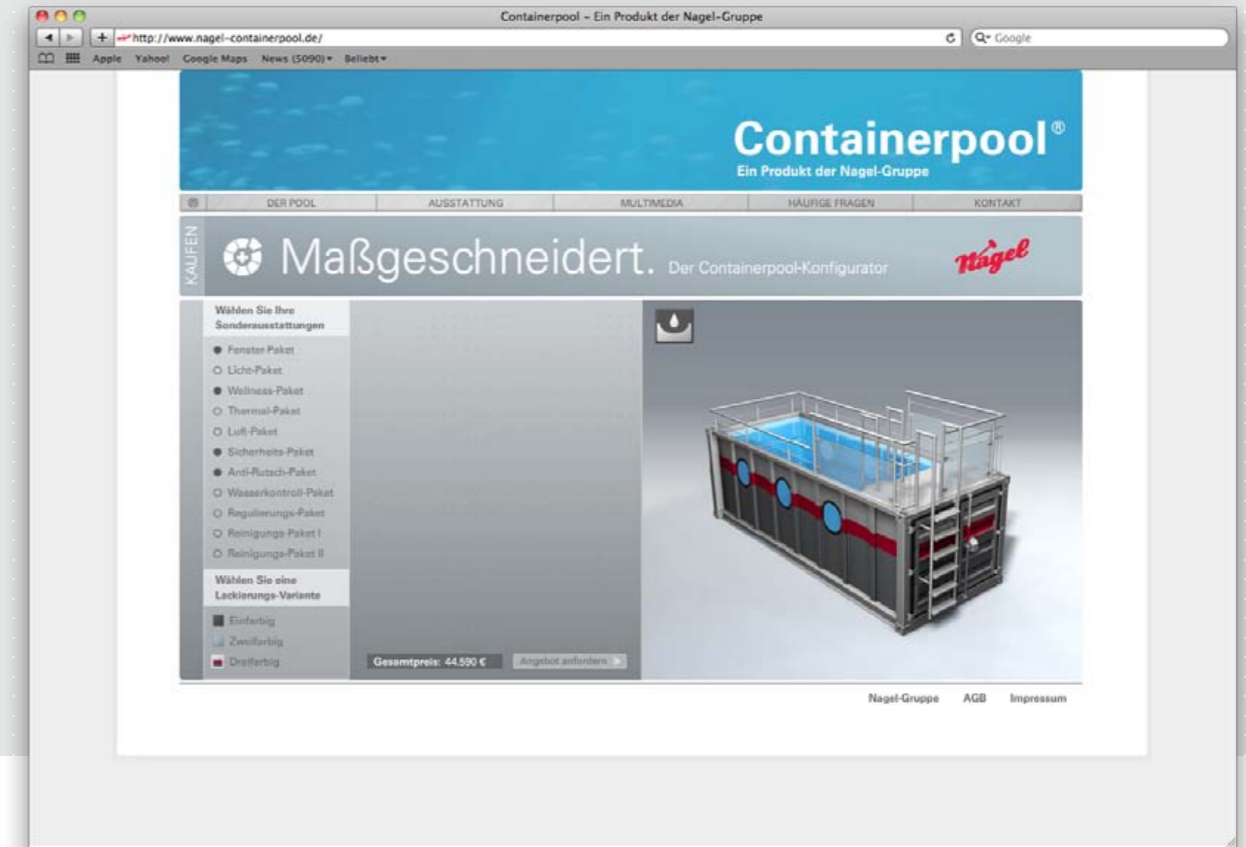 Containerpool – Ein Produkt der Nagel-Gruppe
http://www.nagel-containerpool.de/
Google
Apple Yahoo! Google Maps News (5090) Beliebt
Containerpool®
Ein Produkt der Nagel-Gruppe
DER POOL AUSSTATTUNG MULTIMEDIA HÄUFIGE FRAGEN KONTAKT
KAUFEN
Maßgeschneidert. Der Containerpool-Konfigurator
Nagel
Wählen Sie Ihre
Sonderausstattungen
Fenster-Paket
Licht-Paket
Wellness-Paket
Thermal-Paket
Luft-Paket
Sicherheits-Paket
Anti-Rutsch-Paket
Wasserkontroll-Paket
Regulierungs-Paket
Reinigungs-Paket I
Reinigungs-Paket II
Wählen Sie eine
Lackierungs-Variante
Einfarbig
Zweifarbig
Dreifarbig
Gesamtpreis: 44.590 € Angebot anfordern
Nagel-Gruppe AGB Impressum